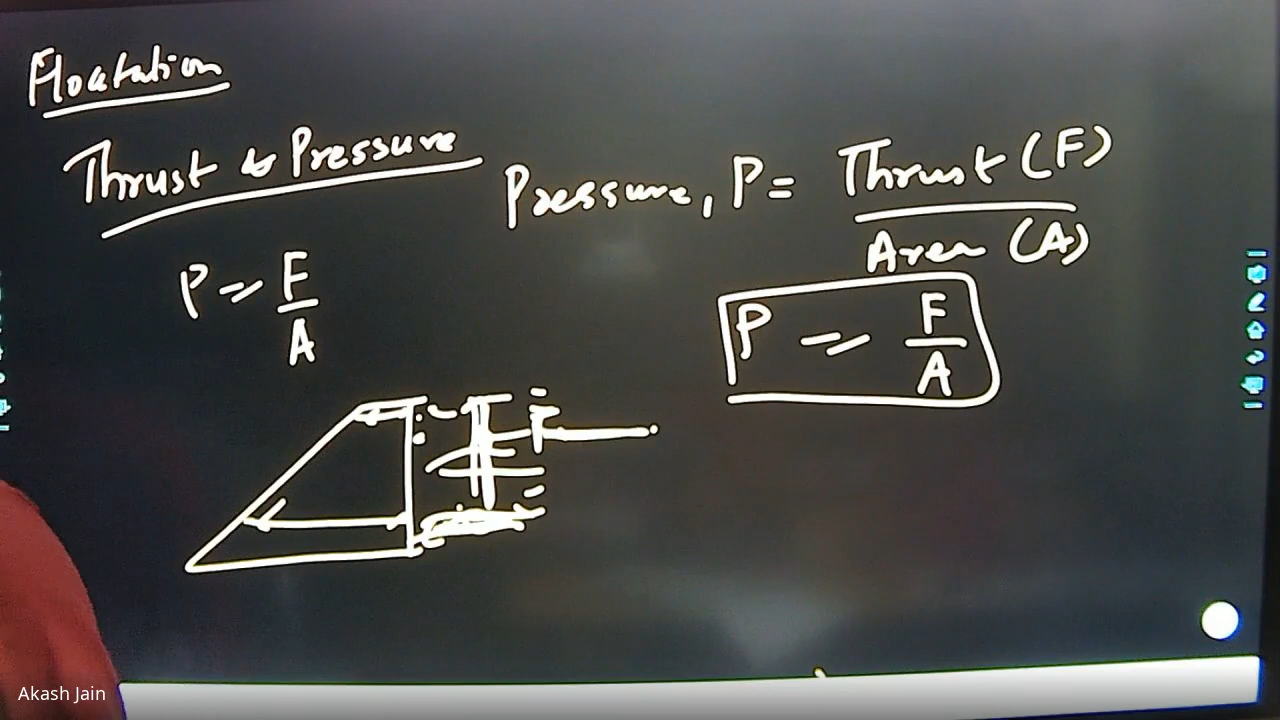 Floatation
Thrust & Pressure
Pressure, P = Thrust (F)
Area (A)
P = F
A
P = F
A
Akash Jain